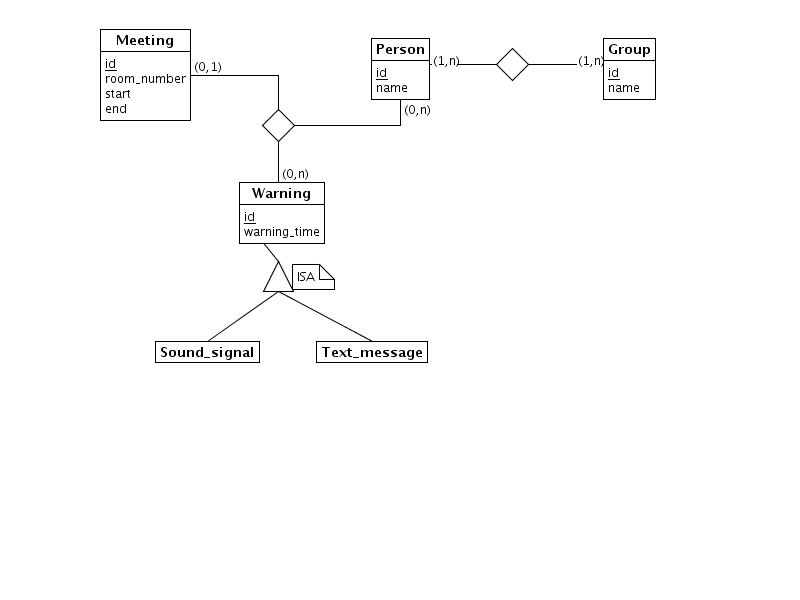 Meeting
id
room_number
start
end
(0,1)
Person
id
name
(1,n)
(1,n)
Group
id
name
(0,n)
(0,n)
Warning
id
warning_time
ISA
Sound_signal
Text_message